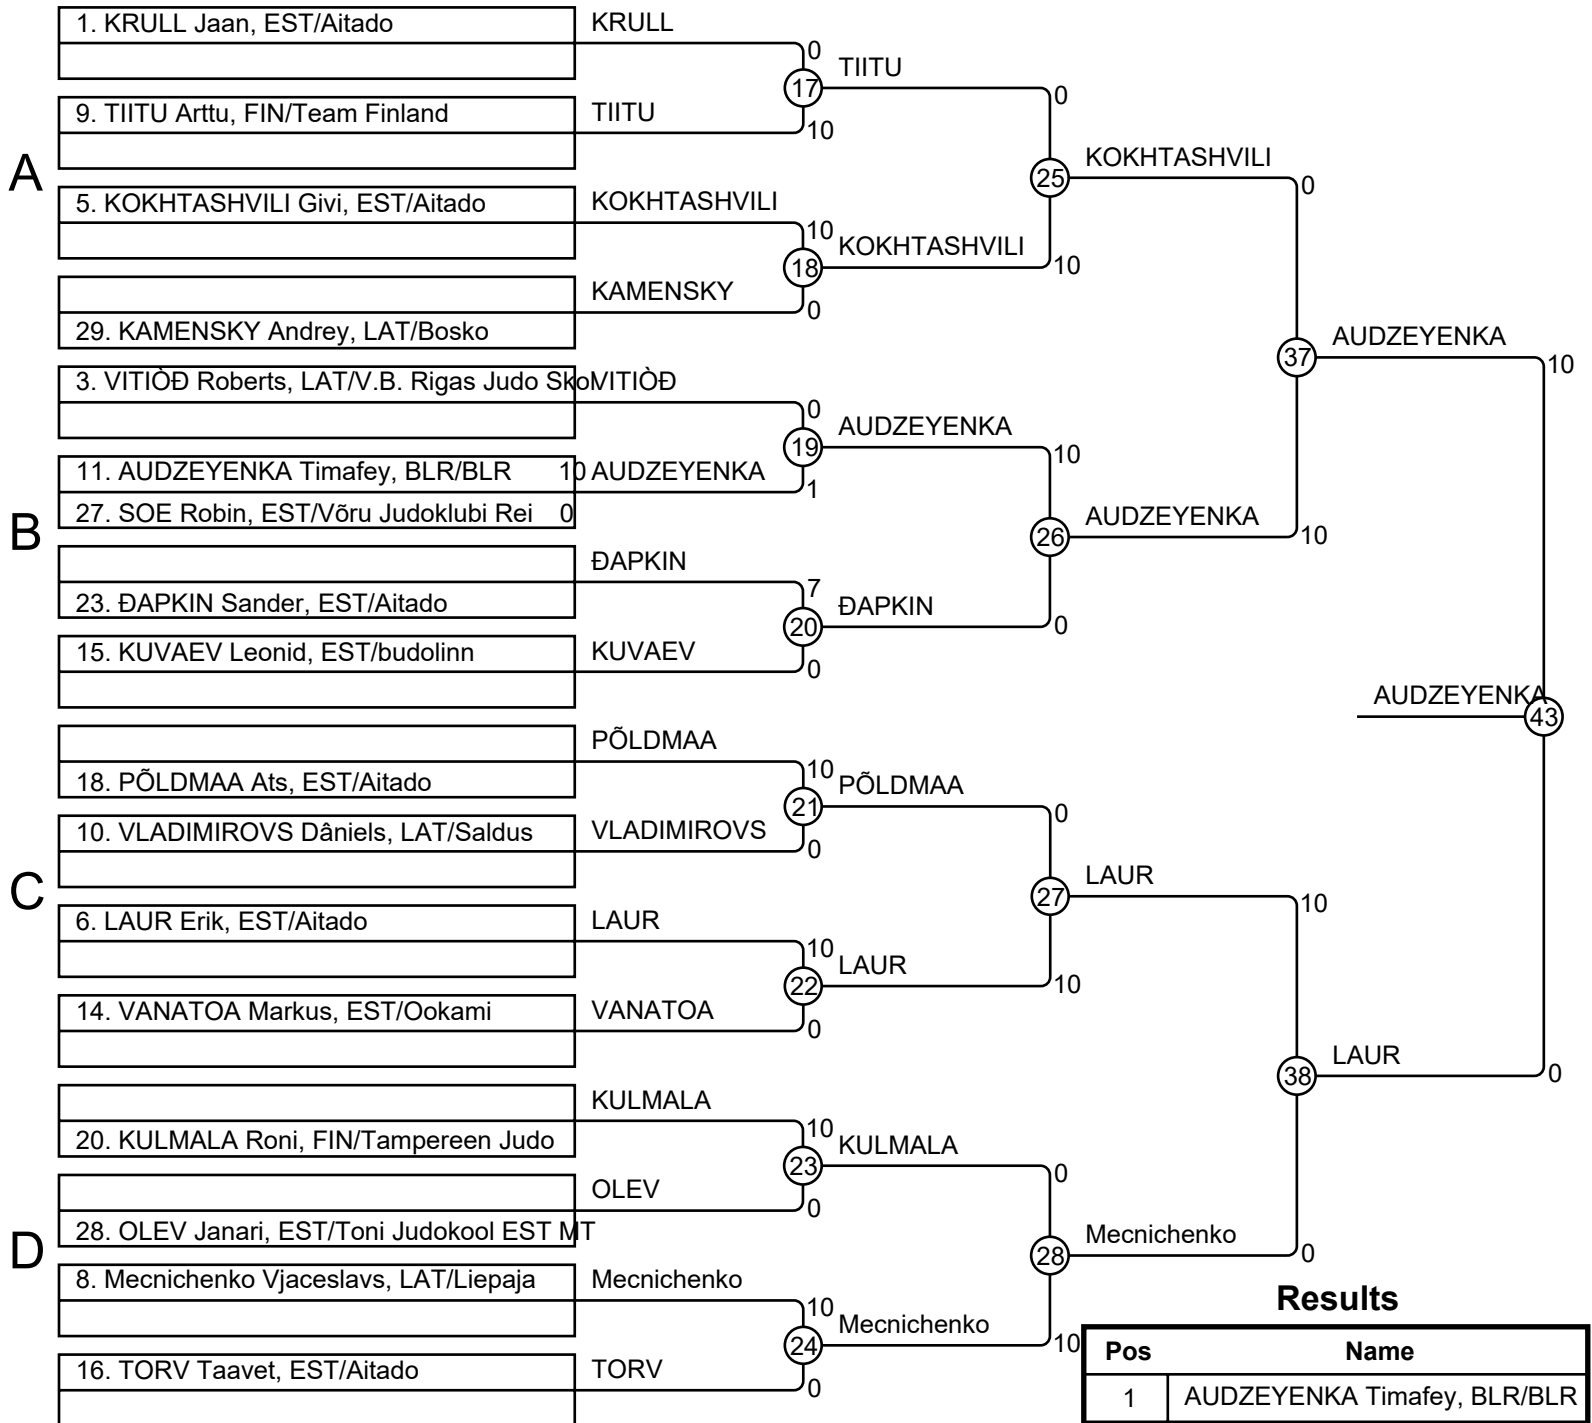 1. KRULL Jaan, EST/Aitado
KRULL
0
17
TIITU
9. TIITU Arttu, FIN/Team Finland
TIITU
10
0
A
25
KOKHTASHVILI
5. KOKHTASHVILI Givi, EST/Aitado
KOKHTASHVILI
10
18
KOKHTASHVILI
10
0
KAMENSKY
0
29. KAMENSKY Andrey, LAT/Bosko
37
AUDZEYENKA
10
3. VITIÒÐ Roberts, LAT/V.B. Rigas Judo Skol
VITIÒÐ
0
19
AUDZEYENKA
10
11. AUDZEYENKA Timafey, BLR/BLR 10
AUDZEYENKA
1
27. SOE Robin, EST/Võru Judoklubi Rei 0
B
26
AUDZEYENKA
10
ÐAPKIN
7
23. ÐAPKIN Sander, EST/Aitado
20
ÐAPKIN
0
15. KUVAEV Leonid, EST/budolinn
KUVAEV
0
AUDZEYENKA
43
PÕLDMAA
10
18. PÕLDMAA Ats, EST/Aitado
21
PÕLDMAA
0
10. VLADIMIROVS Dâniels, LAT/Saldus
VLADIMIROVS
0
C
27
LAUR
10
6. LAUR Erik, EST/Aitado
LAUR
10
22
LAUR
10
14. VANATOA Markus, EST/Ookami
VANATOA
0
38
LAUR
0
KULMALA
10
20. KULMALA Roni, FIN/Tampereen Judo
23
KULMALA
0
OLEV
0
28. OLEV Janari, EST/Toni Judokool EST MT
D
28
Mecnichenko
0
8. Mecnichenko Vjaceslavs, LAT/Liepaja
Mecnichenko
10
24
Mecnichenko
10
16. TORV Taavet, EST/Aitado
TORV
0
Results
Pos Name
1 AUDZEYENKA Timafey, BLR/BLR